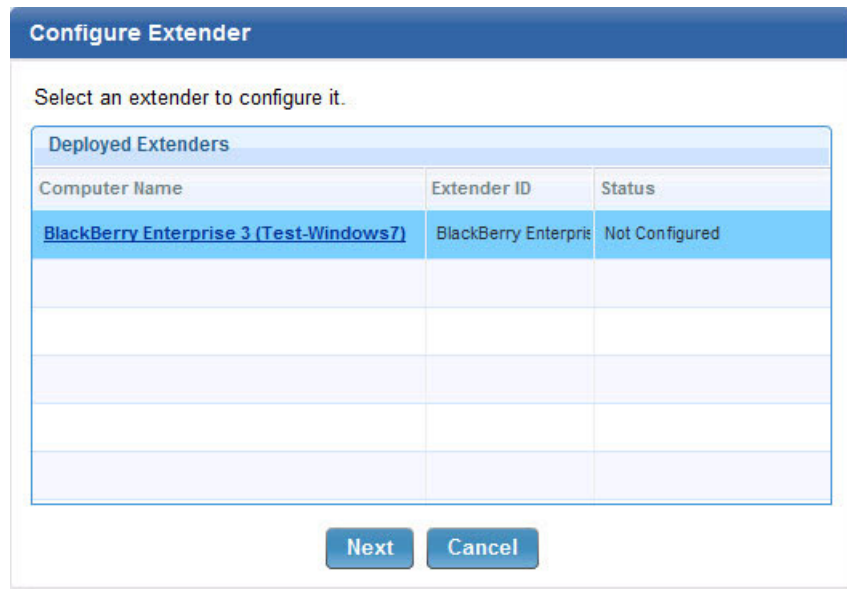 Configure Extender
Select an extender to configure it.
Deployed Extenders
Computer Name Extender ID Status
BlackBerry Enterprise 3 (Test-Windows7) BlackBerry Enterpris Not Configured
Next Cancel